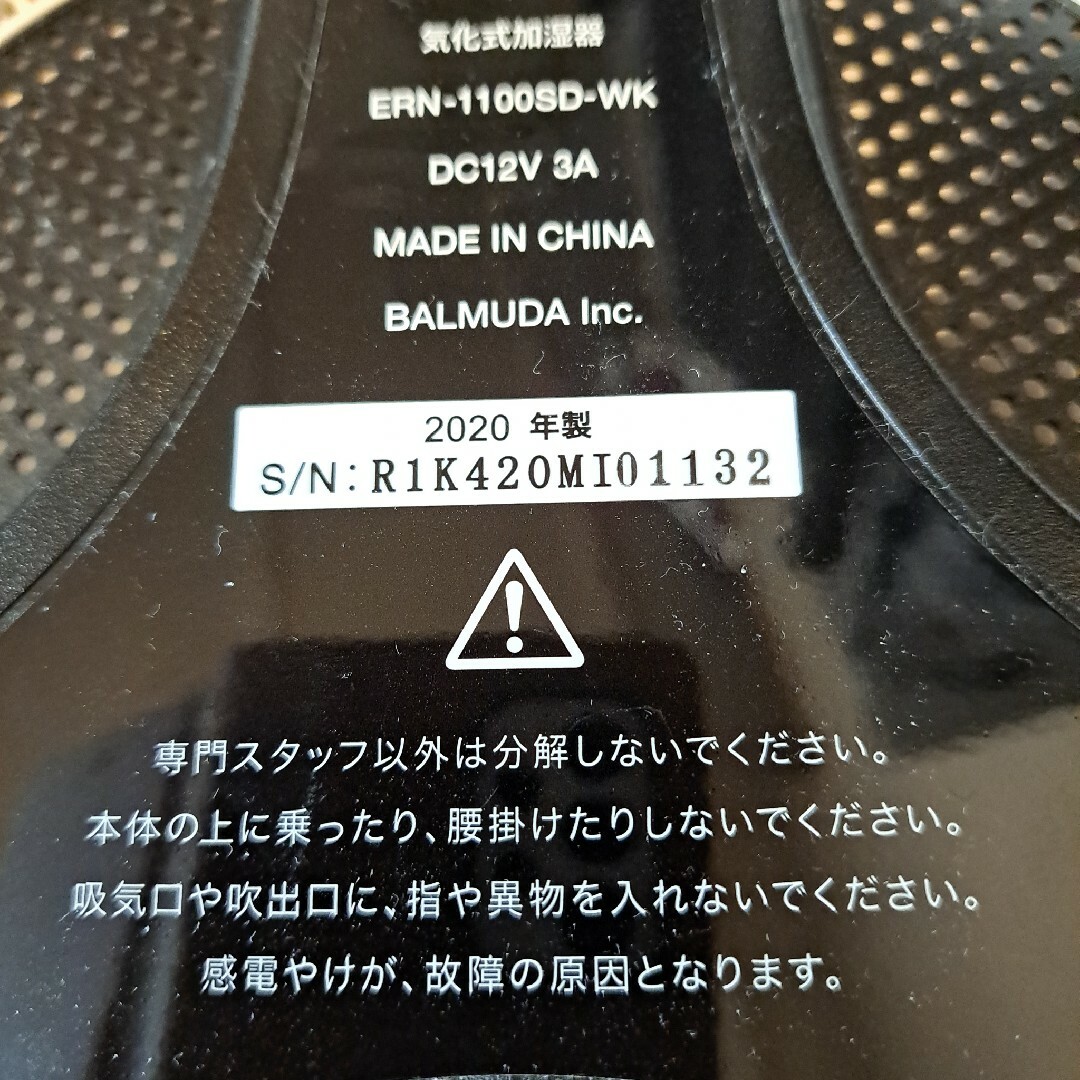 気化式加湿器
ERN-1100SD-WK
DC12V 3A
MADE IN CHINA
BALMUDA Inc.
2020 年製
S/N: R1K420MI01132
専門スタッフ以外は分解しないでください。
本体の上に乗ったり、腰掛けたりしないでください。
吸気口や吹出口に、指や異物を入れないでください。
感電やけが、故障の原因となります。